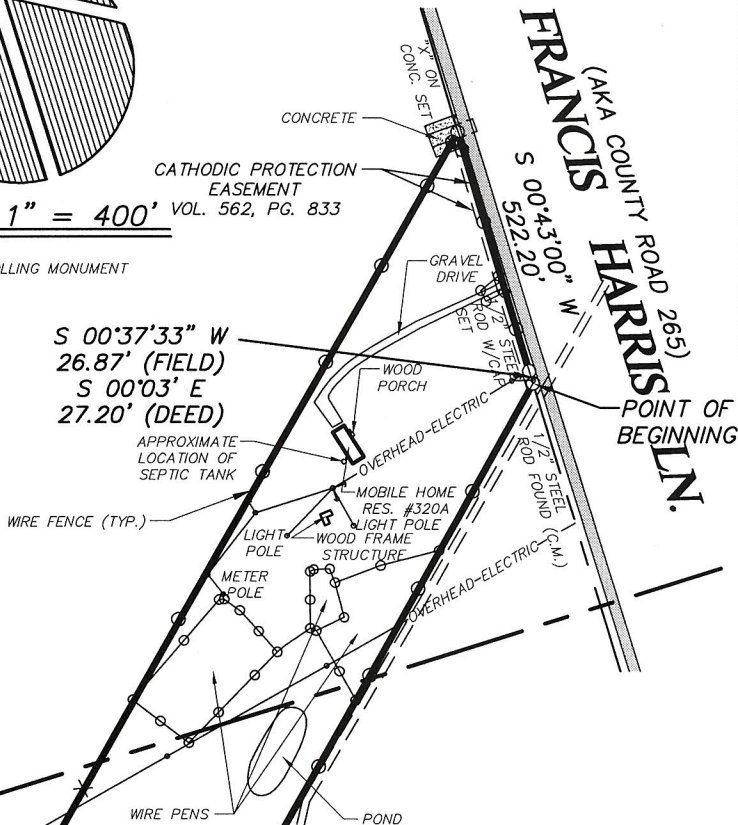 "X" ON
CONC. SET
CONCRETE
(AKA COUNTY ROAD 265)
FRANCIS HARRIS LN.
S 00°43'00" W
522.20'
CATHODIC PROTECTION
EASEMENT
VOL. 562, PG. 833
1" = 400'
LLING MONUMENT
GRAVEL
DRIVE
1/2" STEEL
ROD W/CAP
SET
S 00°37'33" W
26.87' (FIELD)
S 00°03' E
27.20' (DEED)
WOOD
PORCH
POINT OF
BEGINNING
APPROXIMATE
LOCATION OF
SEPTIC TANK
OVERHEAD-ELECTRIC
1/2" STEEL
ROD FOUND (C.M.)
WIRE FENCE (TYP.)
MOBILE HOME
RES. #320A
LIGHT POLE
LIGHT
POLE
WOOD FRAME
STRUCTURE
METER
POLE
OVERHEAD-ELECTRIC
WIRE PENS
POND